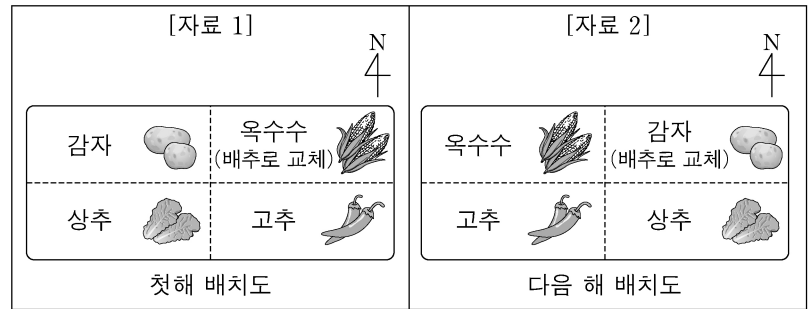 [자료 1]
N
감자
옥수수
(배추로 교체)
상추
고추
첫해 배치도
[자료 2]
N
옥수수
감자
(배추로 교체)
고추
상추
다음 해 배치도